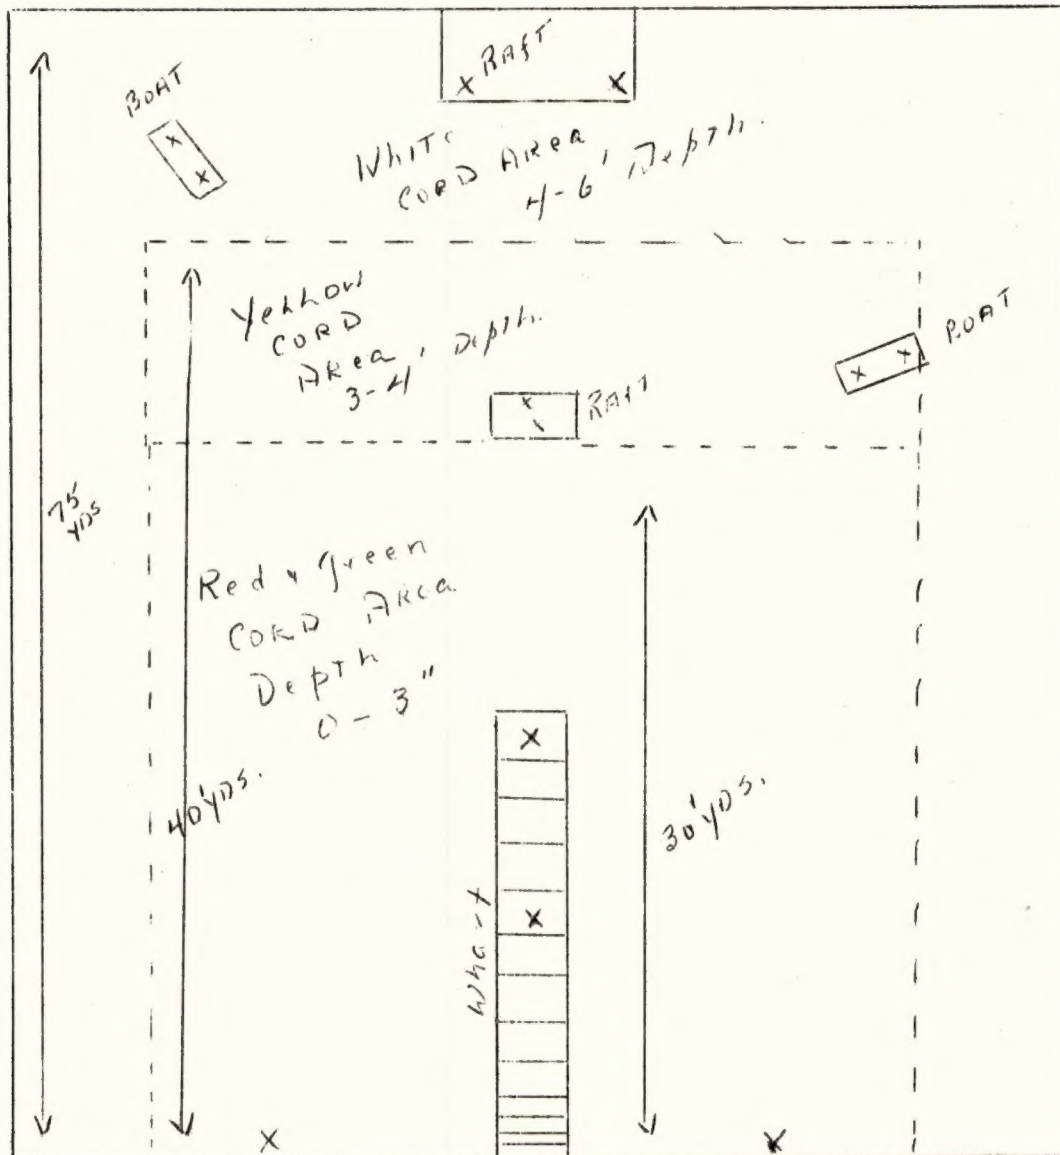 Raft
x x
BOAT
x x
White
CORD AREA
4-6' Depth.
Yellow
CORD
AREA
3-4' Depth.
BOAT
x x
RAFT
75'
YDS
Red & Green
CORD AREA
Depth
0-3"
x
40'YDS.
30'YDS.
x
Wharf
x x